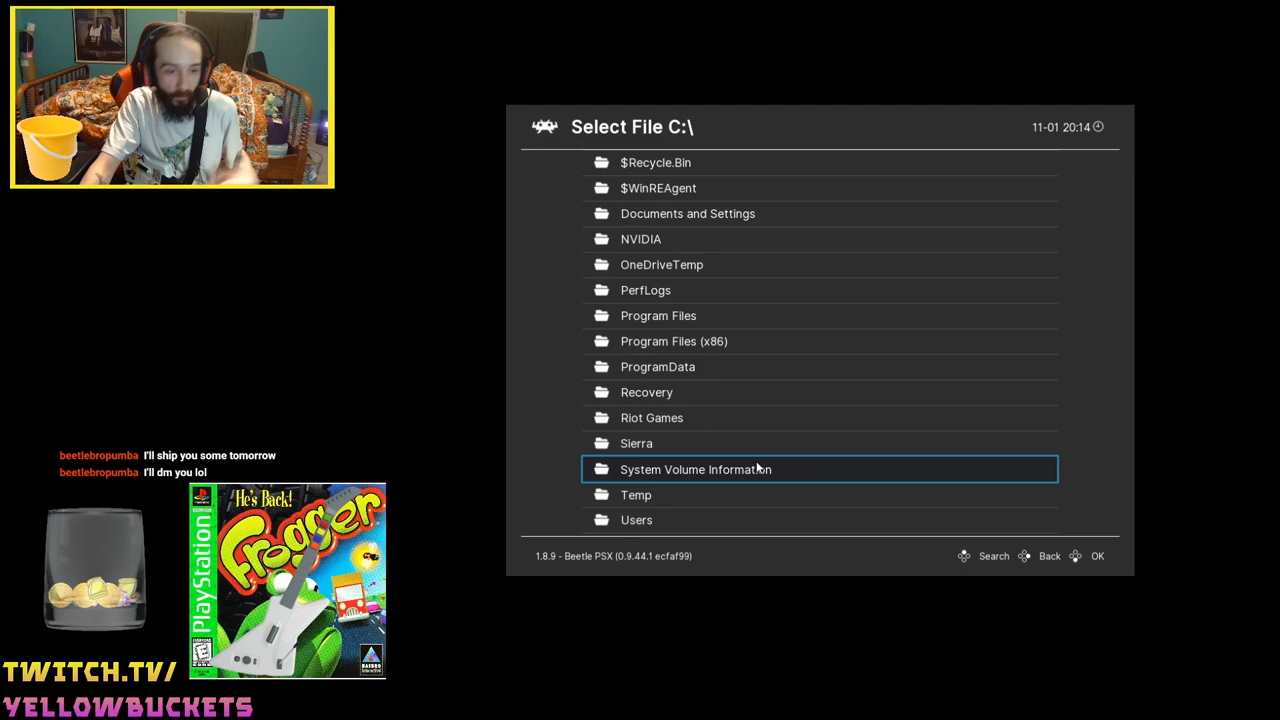 Select File C:\
11-01 20:14
$Recycle.Bin
$WinREAgent
Documents and Settings
NVIDIA
OneDriveTemp
PerfLogs
Program Files
Program Files (x86)
ProgramData
Recovery
Riot Games
Sierra
System Volume Information
Temp
Users
1.8.9 - Beetle PSX (0.9.44.1 ecfaf99)
Search
Back
OK
beetlebropumba I'll ship you some tomorrow
beetlebropumba I'll dm you lol
He's Back!
Frogger
PlayStation
EVERYONE
E
HASBRO
Interactive
TWITCH.TV/
YELLOWBUCKETS